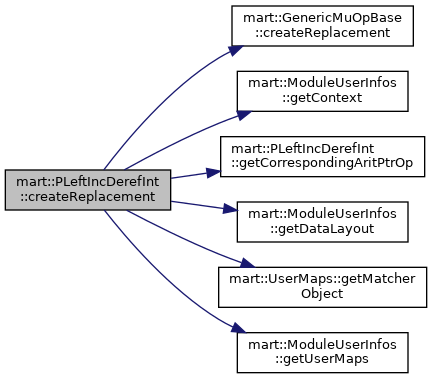 mart::GenericMuOpBase
::createReplacement
mart::ModuleUserInfos
::getContext
mart::PLeftIncDerefInt
::getCorrespondingAritPtrOp
mart::PLeftIncDerefInt
::createReplacement
mart::ModuleUserInfos
::getDataLayout
mart::UserMaps::getMatcher
Object
mart::ModuleUserInfos
::getUserMaps